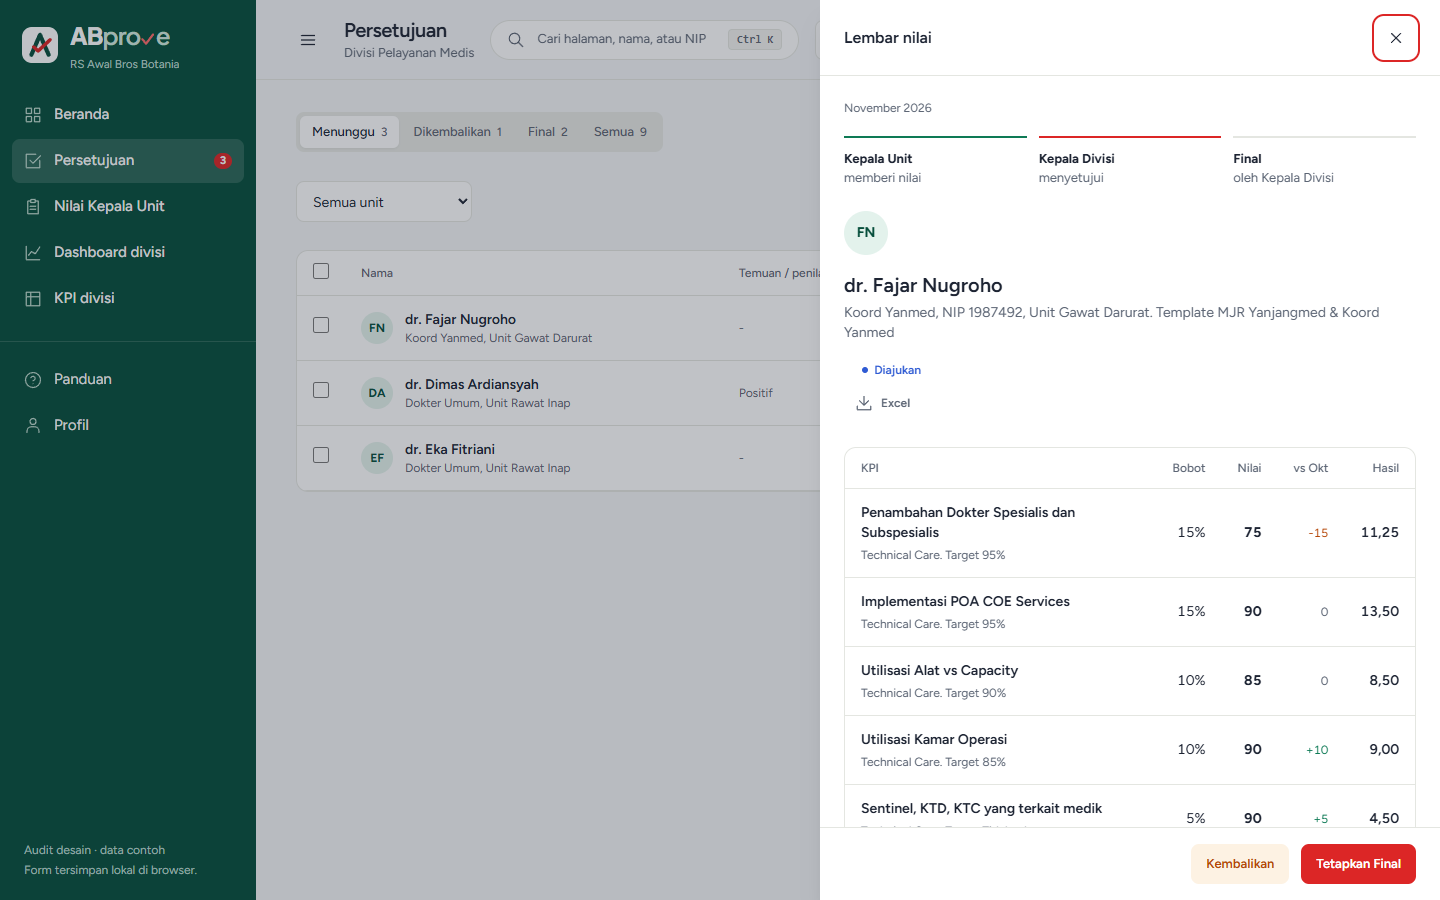 ABprove
RS Awal Bros Botania
Beranda
Persetujuan 3
Nilai Kepala Unit
Dashboard divisi
KPI divisi
Panduan
Profil
Audit desain · data contoh
Form tersimpan lokal di browser.
Persetujuan
Divisi Pelayanan Medis
Cari halaman, nama, atau NIP Ctrl K
Menunggu 3 Dikembalikan 1 Final 2 Semua 9
Semua unit
Nama Temuan / penila
FN dr. Fajar Nugroho -
Koord Yanmed, Unit Gawat Darurat
DA dr. Dimas Ardiansyah Positif
Dokter Umum, Unit Rawat Inap
EF dr. Eka Fitriani -
Dokter Umum, Unit Rawat Inap
Lembar nilai
November 2026
Kepala Unit Kepala Divisi Final
memberi nilai menyetujui oleh Kepala Divisi
FN
dr. Fajar Nugroho
Koord Yanmed, NIP 1987492, Unit Gawat Darurat. Template MJR Yanjangmed & Koord
Yanmed
Diajukan
Excel
KPI Bobot Nilai vs Okt Hasil
Penambahan Dokter Spesialis dan
Subspesialis 15% 75 -15 11,25
Technical Care. Target 95%
Implementasi POA COE Services 15% 90 0 13,50
Technical Care. Target 95%
Utilisasi Alat vs Capacity 10% 85 0 8,50
Technical Care. Target 90%
Utilisasi Kamar Operasi 10% 90 +10 9,00
Technical Care. Target 85%
Sentinel, KTD, KTC yang terkait medik 5% 90 +5 4,50
Kembalikan Tetapkan Final